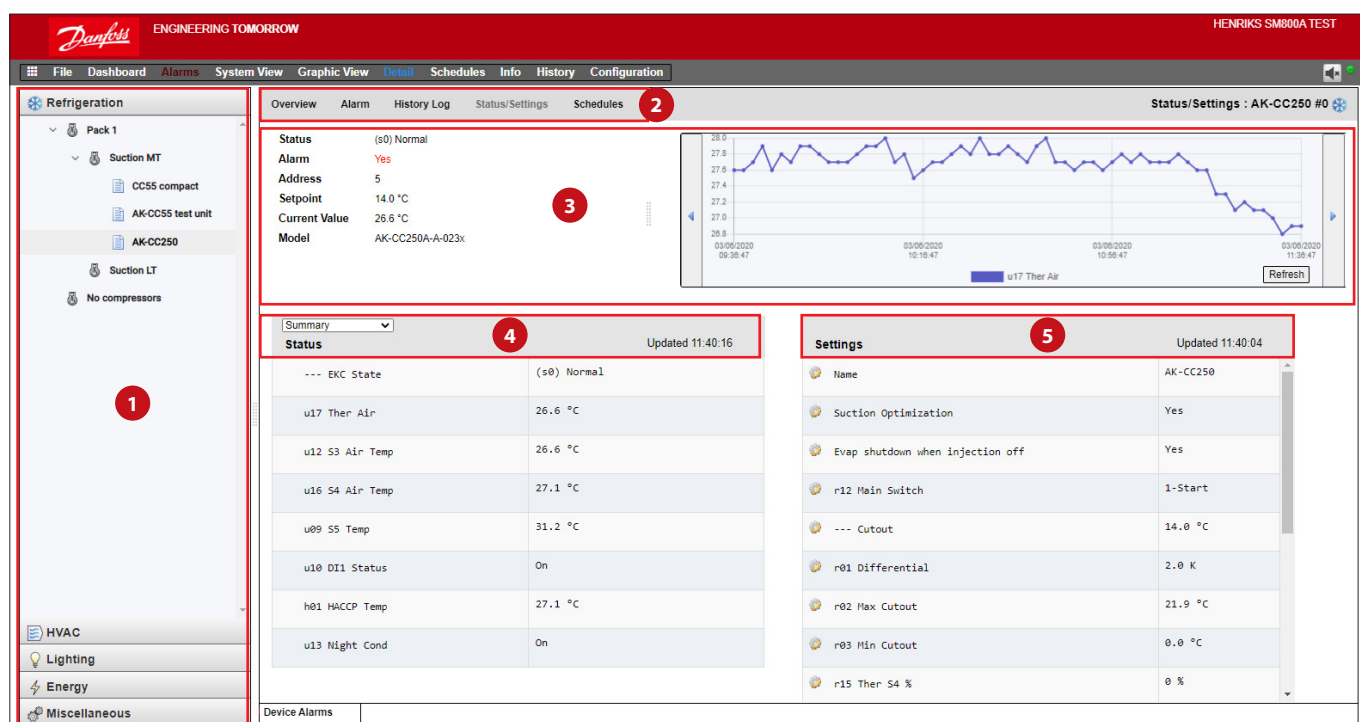 Danfoss
ENGINEERING TOMORROW
HENRIKS SM800A TEST
File Dashboard Alarms System View Graphic View Detail Schedules Info History Configuration
Refrigeration
Pack 1
Suction MT
CC55 compact
AK-CC55 test unit
AK-CC250
Suction LT
No compressors
1
HVAC
Lighting
Energy
Miscellaneous
Overview Alarm History Log Status/Settings Schedules
2
Status/Settings : AK-CC250 #0
Status (s0) Normal
Alarm Yes
Address 5
Setpoint 14.0 °C
Current Value 26.6 °C
Model AK-CC250A-A-023x
3
28.0
27.8
27.6
27.4
27.2
27.0
26.8
03/06/2020 09:36:47
03/06/2020 10:16:47
03/06/2020 10:56:47
03/06/2020 11:36:47
u17 Ther Air
Refresh
Summary
Status
4
Updated 11:40:16
--- EKC State (s0) Normal
u17 Ther Air 26.6 °C
u12 S3 Air Temp 26.6 °C
u16 S4 Air Temp 27.1 °C
u09 S5 Temp 31.2 °C
u10 DI1 Status On
h01 HACCP Temp 27.1 °C
u13 Night Cond On
Settings
5
Updated 11:40:04
Name AK-CC250
Suction Optimization Yes
Evap shutdown when injection off Yes
r12 Main Switch 1-Start
--- Cutout 14.0 °C
r01 Differential 2.0 K
r02 Max Cutout 21.9 °C
r03 Min Cutout 0.0 °C
r15 Ther S4 % 0 %
Device Alarms